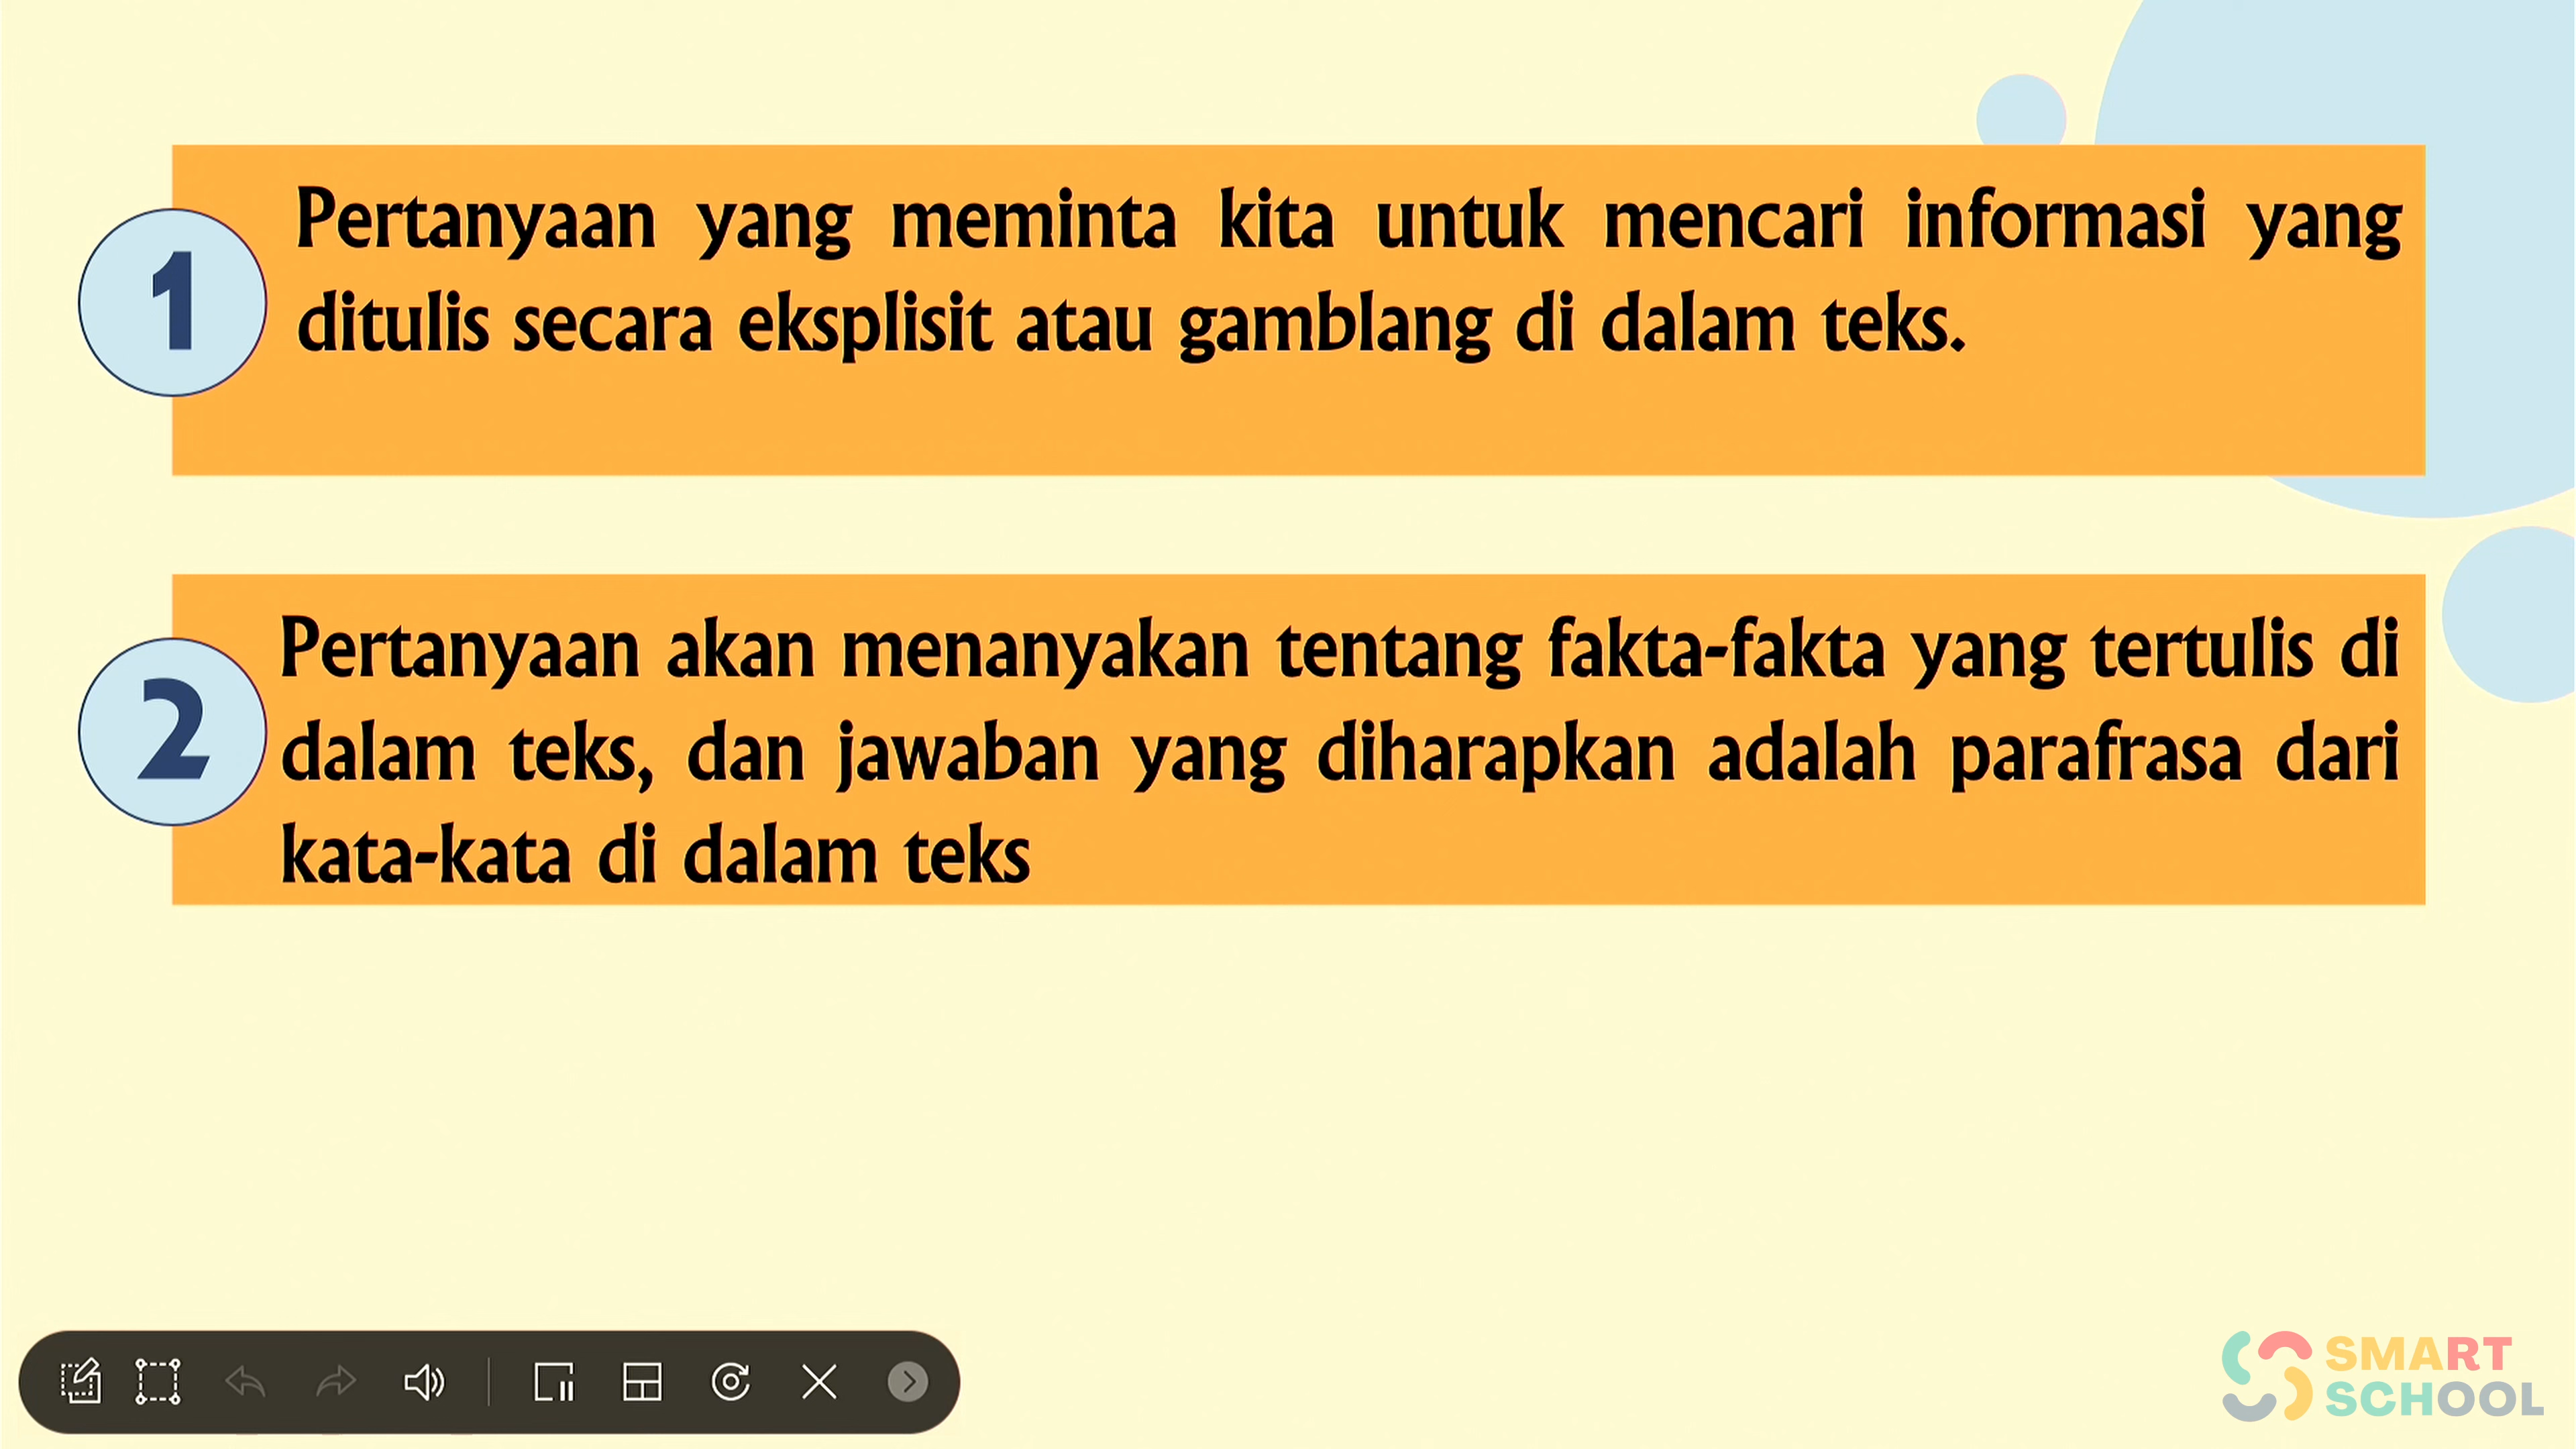 1
Pertanyaan yang meminta kita untuk mencari informasi yang
ditulis secara eksplisit atau gamblang di dalam teks.
2
Pertanyaan akan menanyakan tentang fakta-fakta yang tertulis di
dalam teks, dan jawaban yang diharapkan adalah parafrasa dari
kata-kata di dalam teks
SMART
SCHOOL